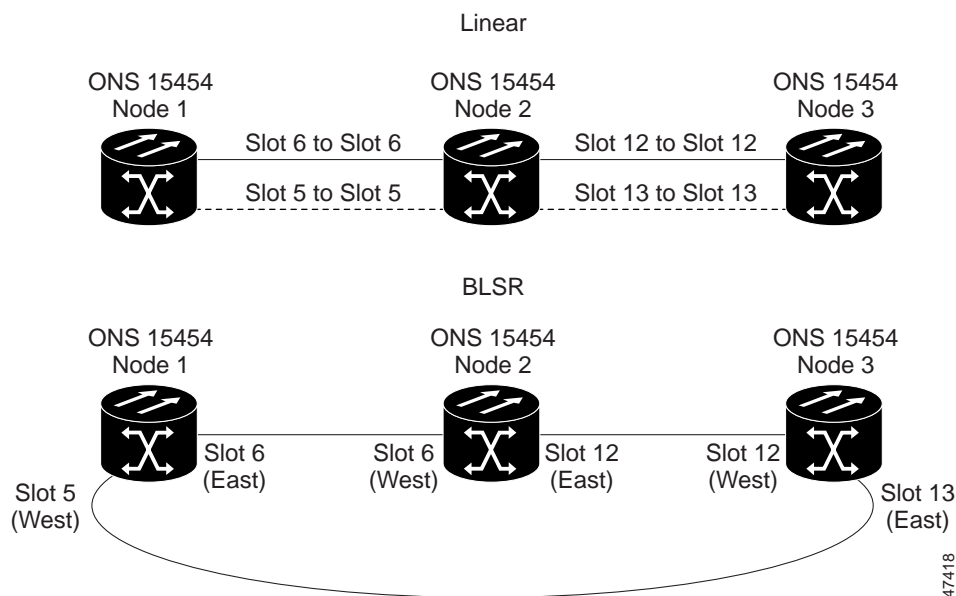 Linear
ONS 15454
Node 1
ONS 15454
Node 2
ONS 15454
Node 3
Slot 6 to Slot 6
Slot 12 to Slot 12
Slot 5 to Slot 5
Slot 13 to Slot 13
BLSR
ONS 15454
Node 1
ONS 15454
Node 2
ONS 15454
Node 3
Slot 6
(East)
Slot 6
(West)
Slot 12
(East)
Slot 12
(West)
Slot 5
(West)
Slot 13
(East)
47418